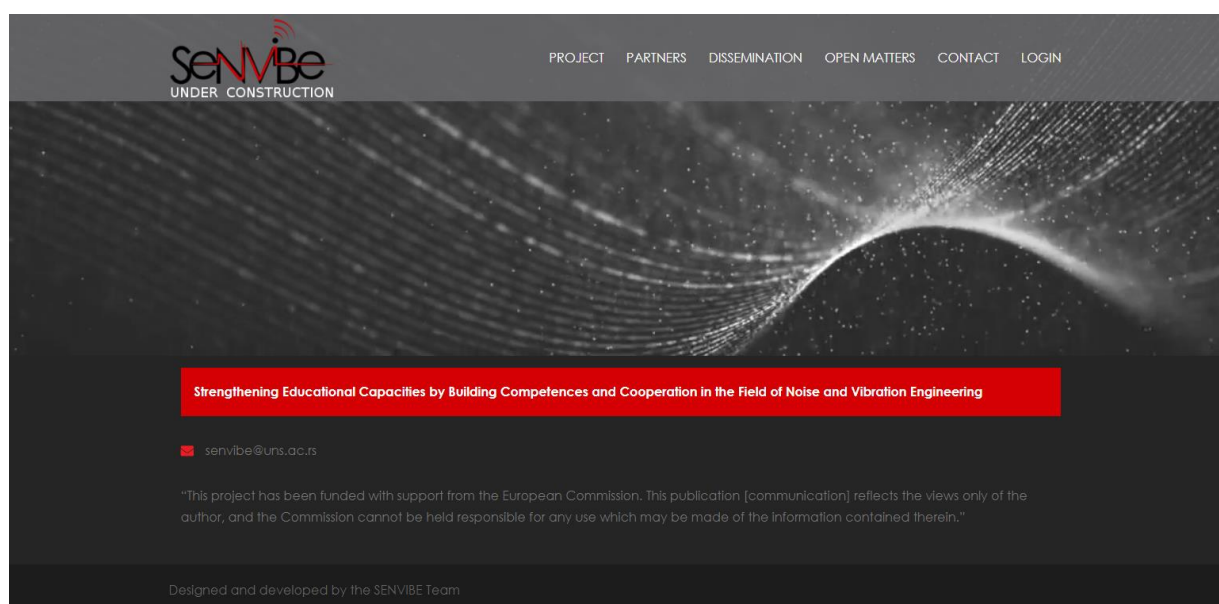 SENVIBE
UNDER CONSTRUCTION
PROJECT PARTNERS DISSEMINATION OPEN MATTERS CONTACT LOGIN
Strengthening Educational Capacities by Building Competences and Cooperation in the Field of Noise and Vibration Engineering
senvibe@uns.ac.rs
“This project has been funded with support from the European Commission. This publication [communication] reflects the views only of the
author, and the Commission cannot be held responsible for any use which may be made of the information contained therein.”
Designed and developed by the SENVIBE Team